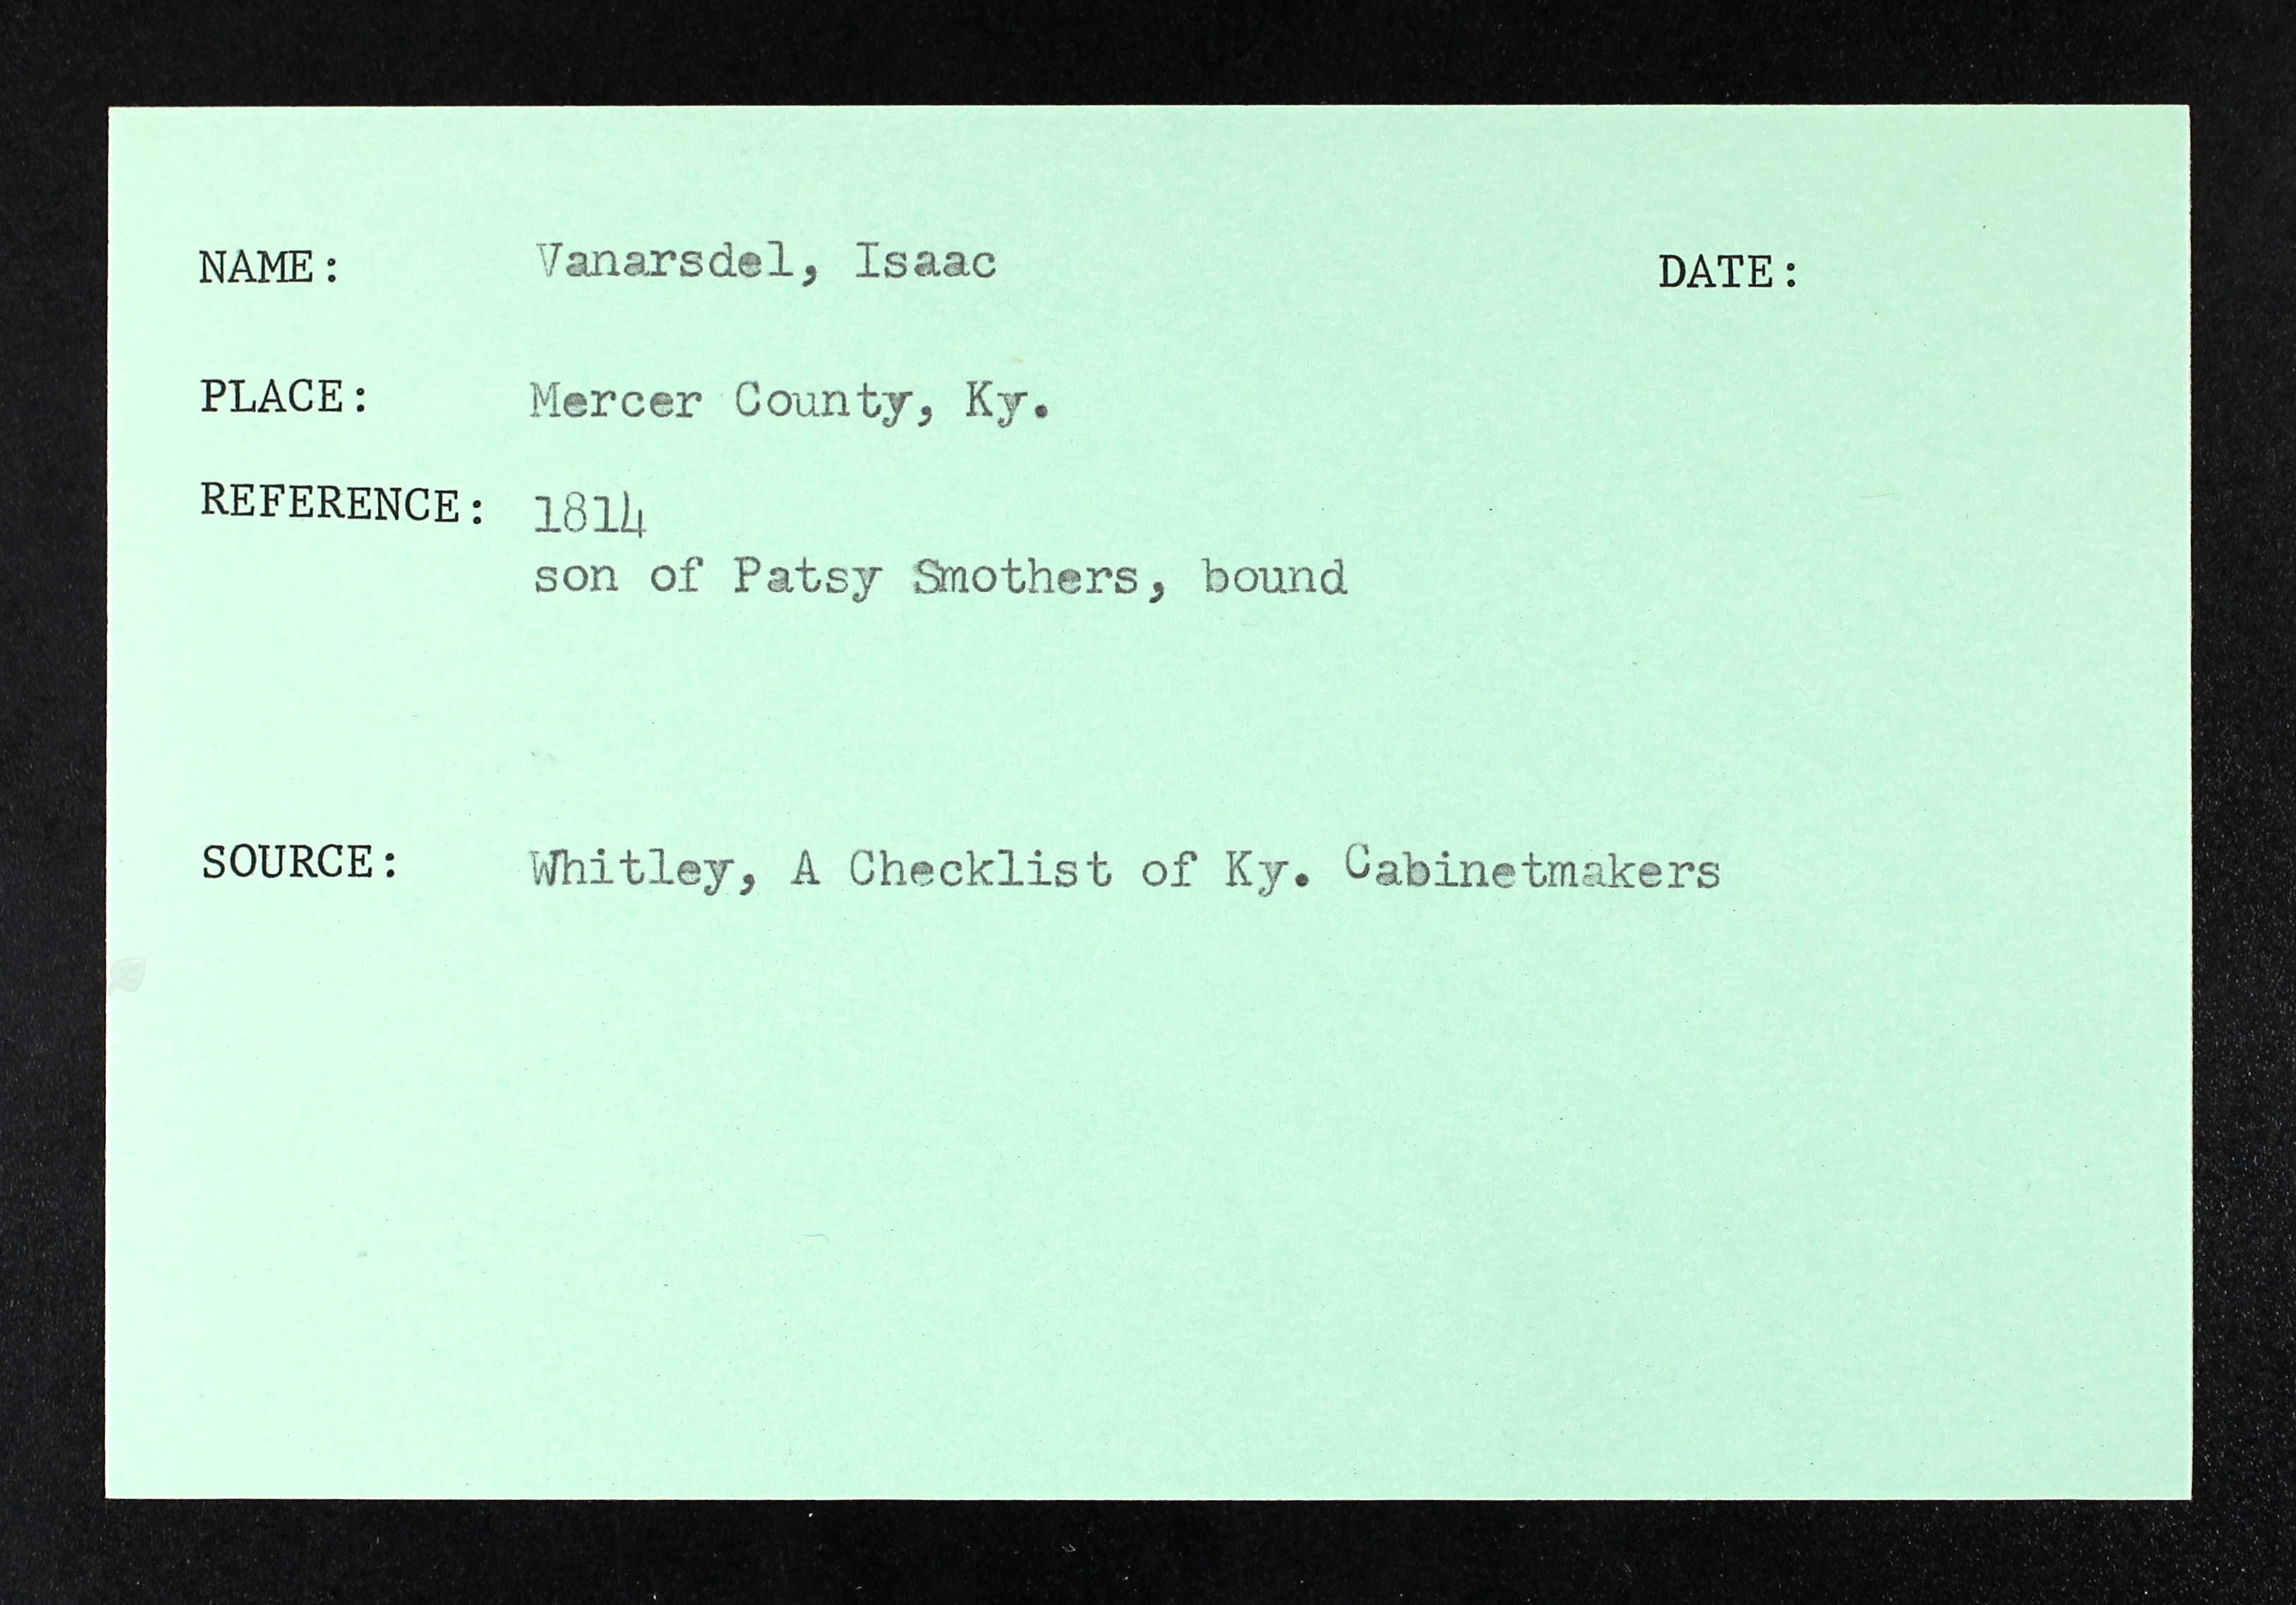 NAME: Vanarsdel, Isaac DATE:
PLACE: Mercer County, Ky.
REFERENCE: 1814
son of Patsy Smothers, bound
SOURCE: Whitley, A Checklist of Ky. Cabinetmakers